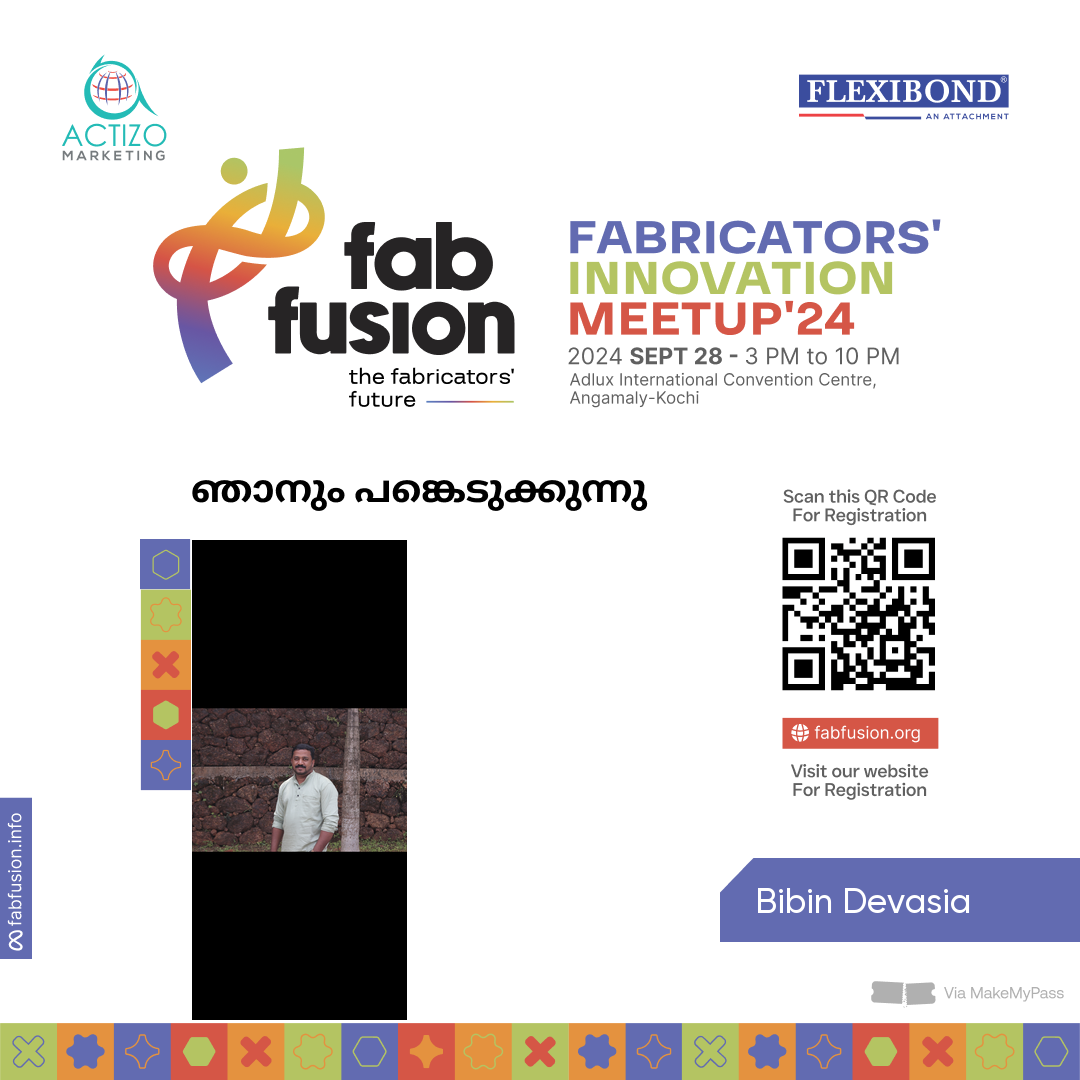 ACTIZO
MARKETING
FLEXIBOND®
AN ATTACHMENT
fab
fusion
the fabricators'
future
FABRICATORS'
INNOVATION
MEETUP'24
2024 SEPT 28 - 3 PM to 10 PM
Adlux International Convention Centre,
Angamaly-Kochi
ഞാനും പങ്കെടുക്കുന്നു
Scan this QR Code
For Registration
fabfusion.org
Visit our website
For Registration
fabfusion.info
Bibin Devasia
Via MakeMyPass